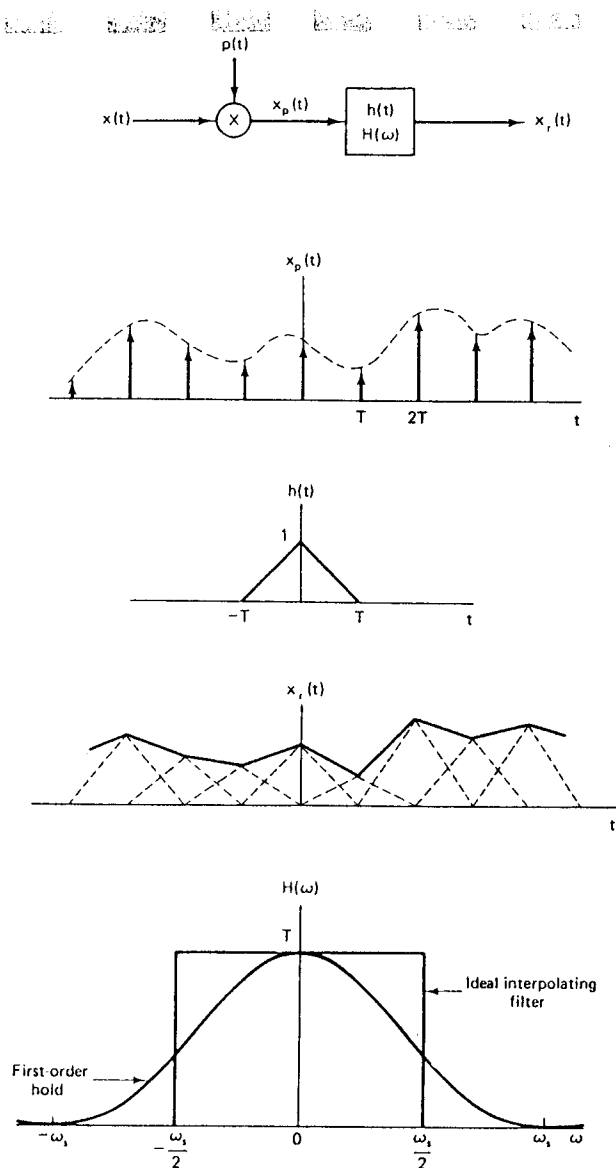 p(t)
x(t) X x_p(t) h(t) H(ω) x_r(t)
x_p(t)
T 2T t
h(t)
1
-T T t
x_r(t)
t
H(ω)
T
Ideal interpolating
filter
First-order
hold
-ω_s -ω_s/2 0 ω_s/2 ω_s ω